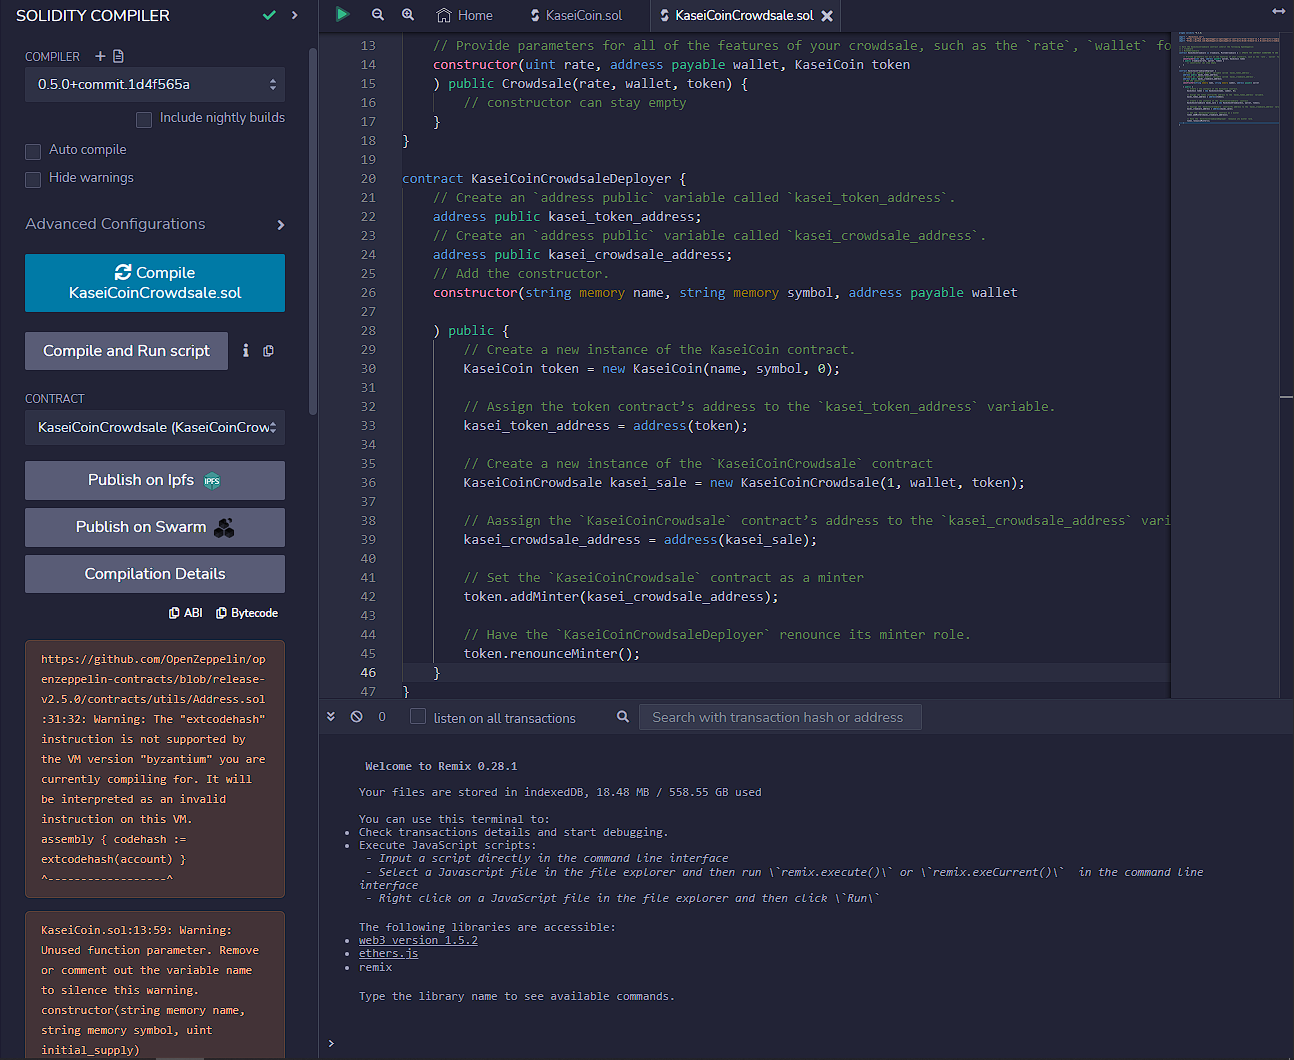 SOLIDITY COMPILER
COMPILER
0.5.0+commit.1d4f565a
Include nightly builds
Auto compile
Hide warnings
Advanced Configurations
Compile
KaseiCoinCrowdsale.sol
Compile and Run script
CONTRACT
KaseiCoinCrowdsale (KaseiCoinCrow
Publish on Ipfs
IPFS
Publish on Swarm
Compilation Details
ABI
Bytecode
https://github.com/OpenZeppelin/op
enzeppelin-contracts/blob/release-
v2.5.0/contracts/utils/Address.sol
:31:32: Warning: The "extcodehash"
instruction is not supported by
the VM version "byzantium" you are
currently compiling for. It will
be interpreted as an invalid
instruction on this VM.
assembly { codehash :=
extcodehash(account) }
^------------------^
KaseiCoin.sol:13:59: Warning:
Unused function parameter. Remove
or comment out the variable name
to silence this warning.
constructor(string memory name,
string memory symbol, uint
initial_supply)
Home
KaseiCoin.sol
KaseiCoinCrowdsale.sol
13 // Provide parameters for all of the features of your crowdsale, such as the `rate`, `wallet` fo
14 constructor(uint rate, address payable wallet, KaseiCoin token
15 ) public Crowdsale(rate, wallet, token) {
16 // constructor can stay empty
17 }
18 }
19
20 contract KaseiCoinCrowdsaleDeployer {
21 // Create an `address public` variable called `kasei_token_address`.
22 address public kasei_token_address;
23 // Create an `address public` variable called `kasei_crowdsale_address`.
24 address public kasei_crowdsale_address;
25 // Add the constructor.
26 constructor(string memory name, string memory symbol, address payable wallet
27
28 ) public {
29 // Create a new instance of the KaseiCoin contract.
30 KaseiCoin token = new KaseiCoin(name, symbol, 0);
31
32 // Assign the token contract’s address to the `kasei_token_address` variable.
33 kasei_token_address = address(token);
34
35 // Create a new instance of the `KaseiCoinCrowdsale` contract
36 KaseiCoinCrowdsale kasei_sale = new KaseiCoinCrowdsale(1, wallet, token);
37
38 // Aassign the `KaseiCoinCrowdsale` contract’s address to the `kasei_crowdsale_address` vari
39 kasei_crowdsale_address = address(kasei_sale);
40
41 // Set the `KaseiCoinCrowdsale` contract as a minter
42 token.addMinter(kasei_crowdsale_address);
43
44 // Have the `KaseiCoinCrowdsaleDeployer` renounce its minter role.
45 token.renounceMinter();
46 }
47 }
0
listen on all transactions
Search with transaction hash or address
Welcome to Remix 0.28.1
Your files are stored in indexedDB, 18.48 MB / 558.55 GB used
You can use this terminal to:
• Check transactions details and start debugging.
• Execute JavaScript scripts:
- Input a script directly in the command line interface
- Select a Javascript file in the file explorer and then run \`remix.execute()\` or \`remix.exeCurrent()\` in the command line
interface
- Right click on a JavaScript file in the file explorer and then click \`Run\`
The following libraries are accessible:
• web3 version 1.5.2
• ethers.js
• remix
Type the library name to see available commands.
>